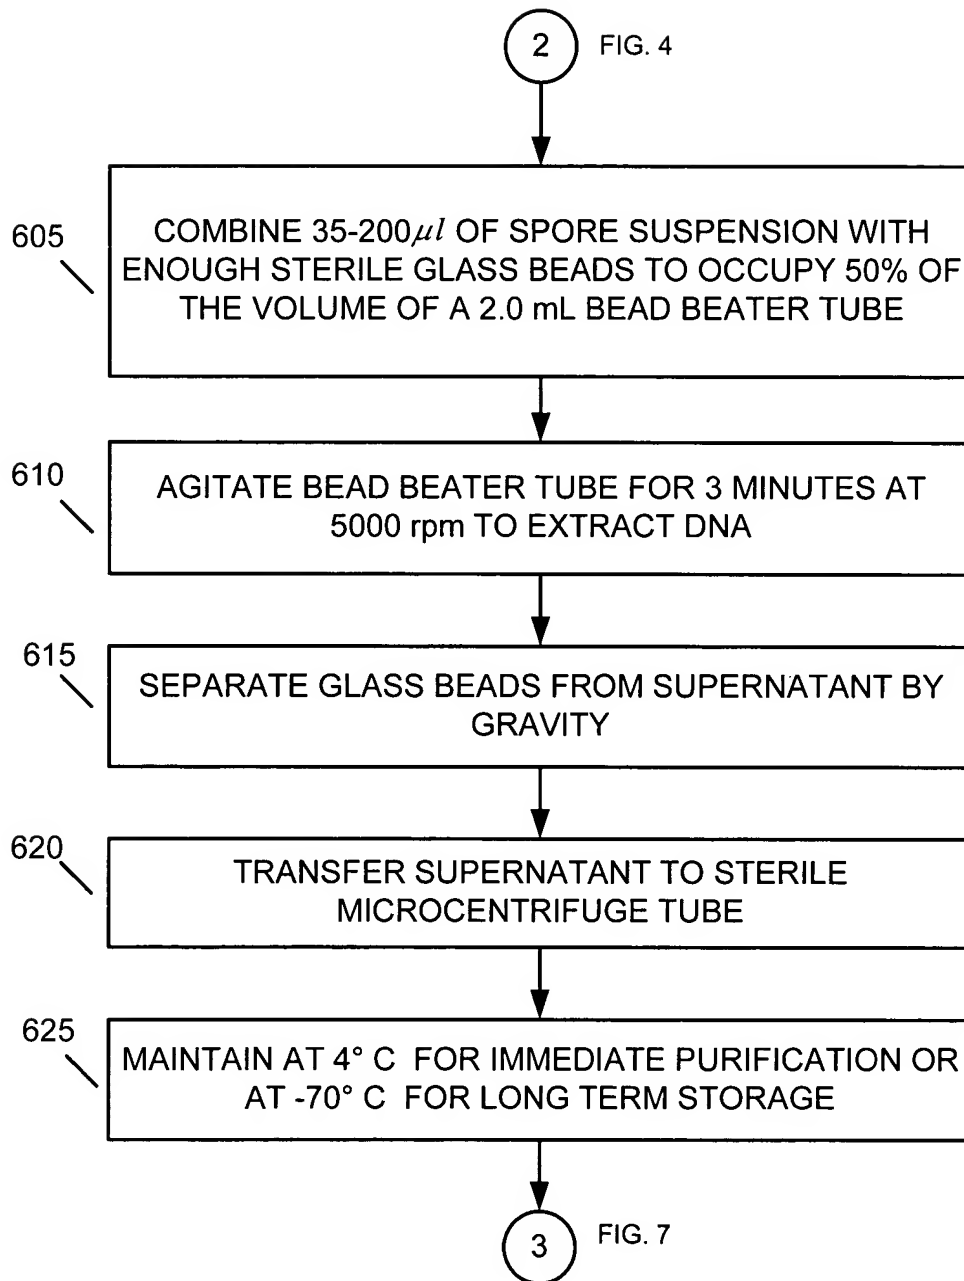 2 FIG. 4
605
COMBINE 35-200µl OF SPORE SUSPENSION WITH
ENOUGH STERILE GLASS BEADS TO OCCUPY 50% OF
THE VOLUME OF A 2.0 mL BEAD BEATER TUBE
610
AGITATE BEAD BEATER TUBE FOR 3 MINUTES AT
5000 rpm TO EXTRACT DNA
615
SEPARATE GLASS BEADS FROM SUPERNATANT BY
GRAVITY
620
TRANSFER SUPERNATANT TO STERILE
MICROCENTRIFUGE TUBE
625
MAINTAIN AT 4° C FOR IMMEDIATE PURIFICATION OR
AT -70° C FOR LONG TERM STORAGE
3 FIG. 7